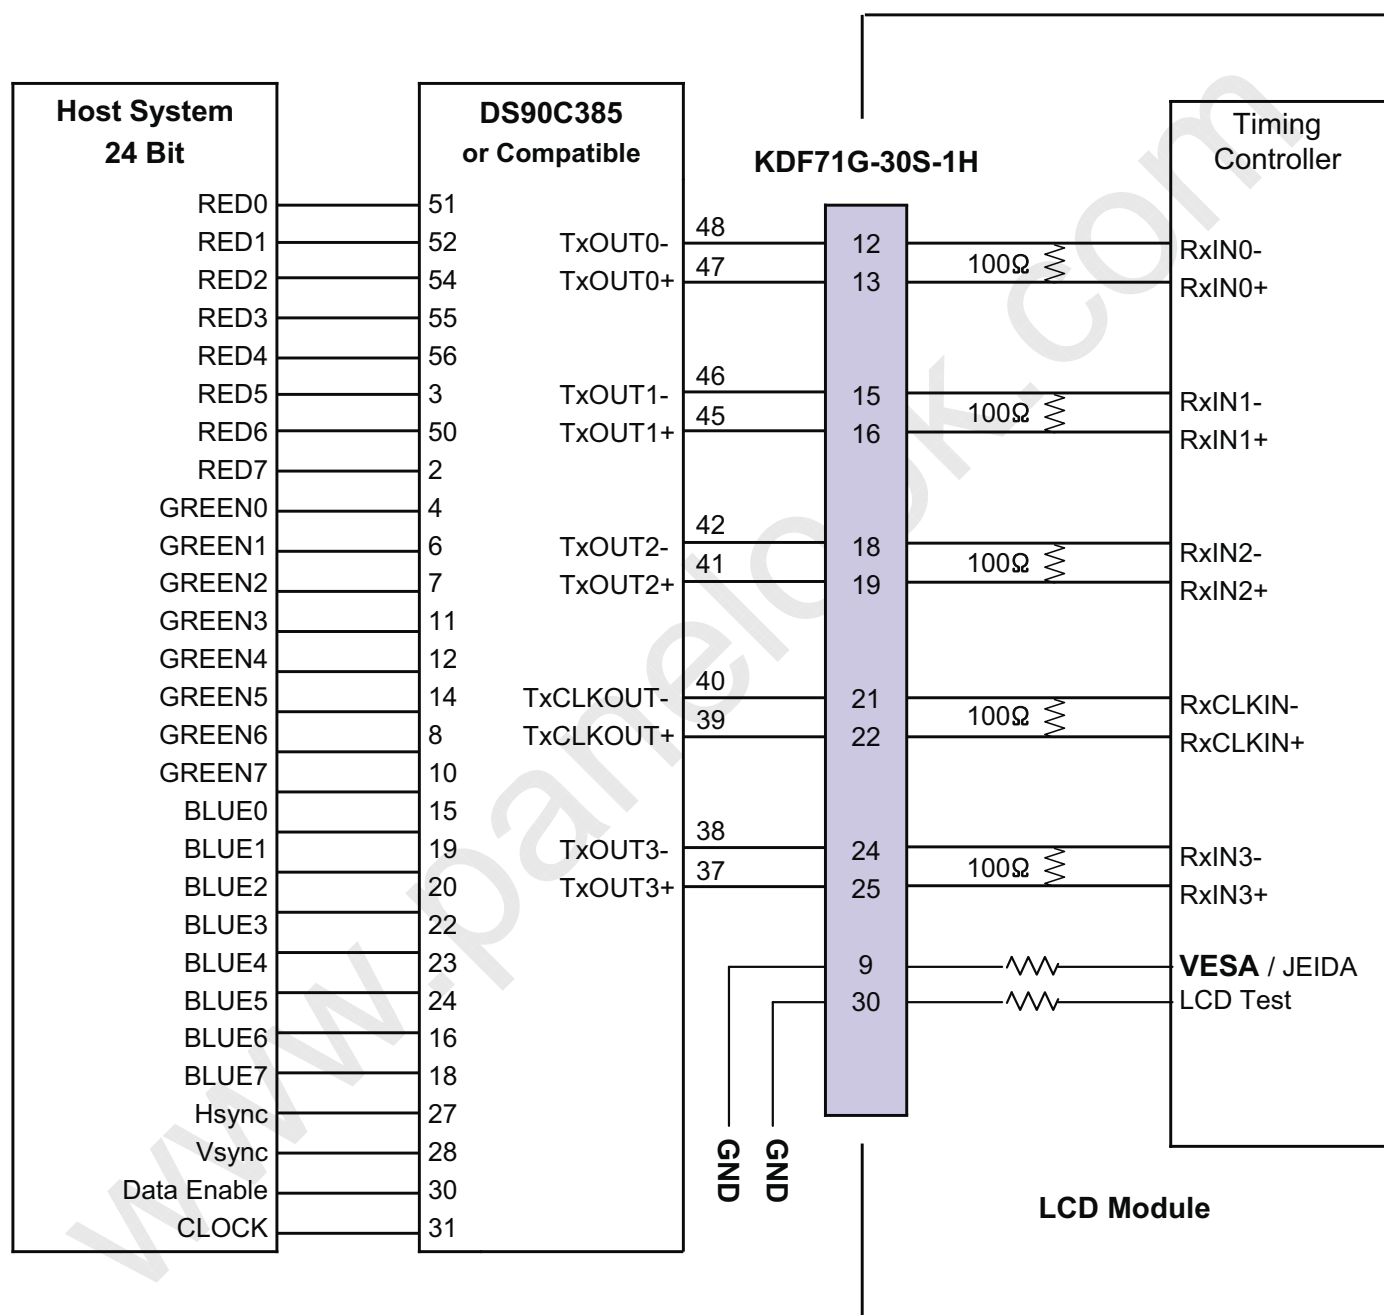 Host System
24 Bit
RED0
RED1
RED2
RED3
RED4
RED5
RED6
RED7
GREEN0
GREEN1
GREEN2
GREEN3
GREEN4
GREEN5
GREEN6
GREEN7
BLUE0
BLUE1
BLUE2
BLUE3
BLUE4
BLUE5
BLUE6
BLUE7
Hsync
Vsync
Data Enable
CLOCK
DS90C385
or Compatible
51
52
54
55
56
3
50
2
4
6
7
11
12
14
8
10
15
19
20
22
23
24
16
18
27
28
30
31
TxOUT0-
TxOUT0+
TxOUT1-
TxOUT1+
TxOUT2-
TxOUT2+
TxCLKOUT-
TxCLKOUT+
TxOUT3-
TxOUT3+
48
47
46
45
42
41
40
39
38
37
GND
GND
KDF71G-30S-1H
12
13
15
16
18
19
21
22
24
25
9
30
100Ω
100Ω
100Ω
100Ω
100Ω
Timing
Controller
RxIN0-
RxIN0+
RxIN1-
RxIN1+
RxIN2-
RxIN2+
RxCLKIN-
RxCLKIN+
RxIN3-
RxIN3+
VESA / JEIDA
LCD Test
LCD Module
www.panelook.com